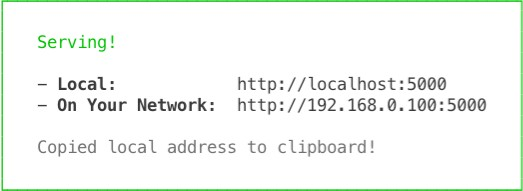 Serving!
- Local: http://localhost:5000
- On Your Network: http://192.168.0.100:5000
Copied local address to clipboard!